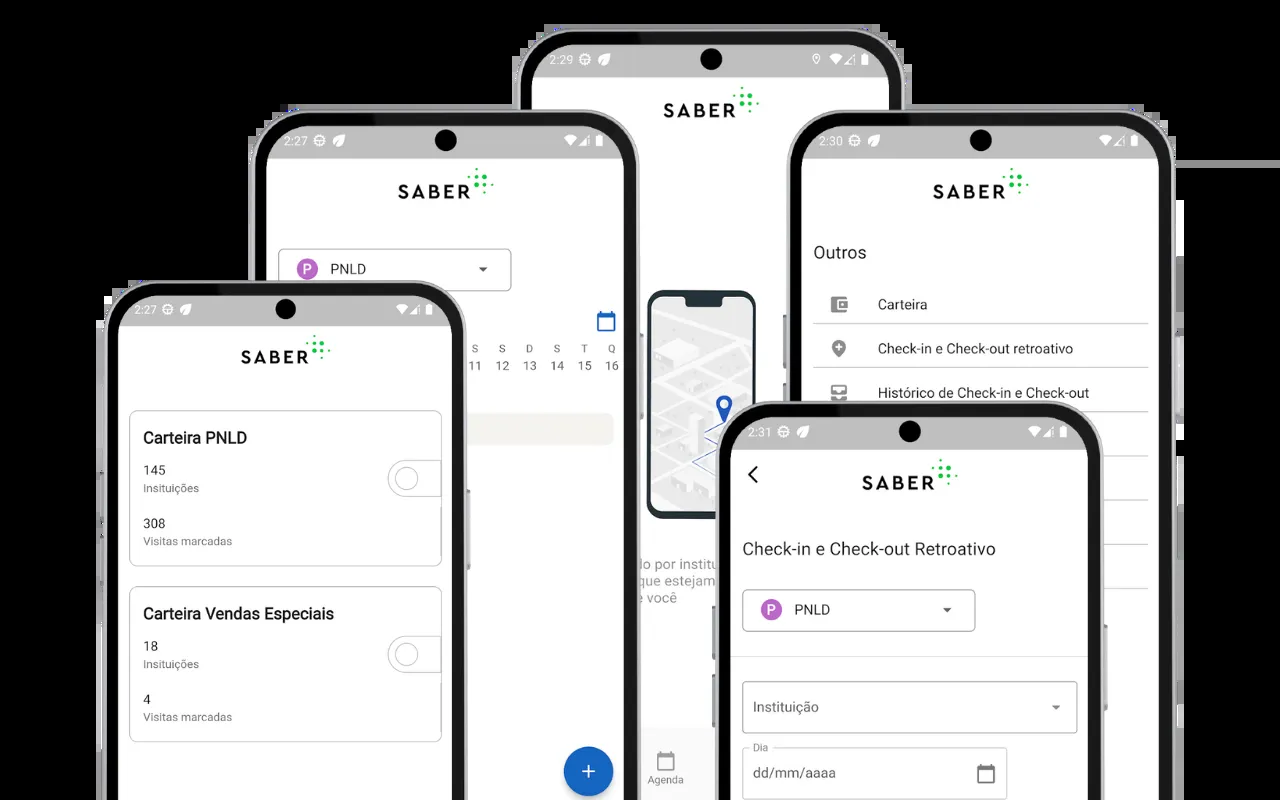 2:29
SABER
2:27
SABER
P PNLD
S S D S T Q
11 12 13 14 15 16
2:30
SABER
Outros
Carteira
Check-in e Check-out retroativo
Histórico de Check-in e Check-out
2:27
SABER
Carteira PNLD
145
Insituições
308
Visitas marcadas
Carteira Vendas Especiais
18
Insituições
4
Visitas marcadas
+
do por institu
que estejam
e você
Agenda
2:31
SABER
Check-in e Check-out Retroativo
P PNLD
Instituição
Dia
dd/mm/aaaa